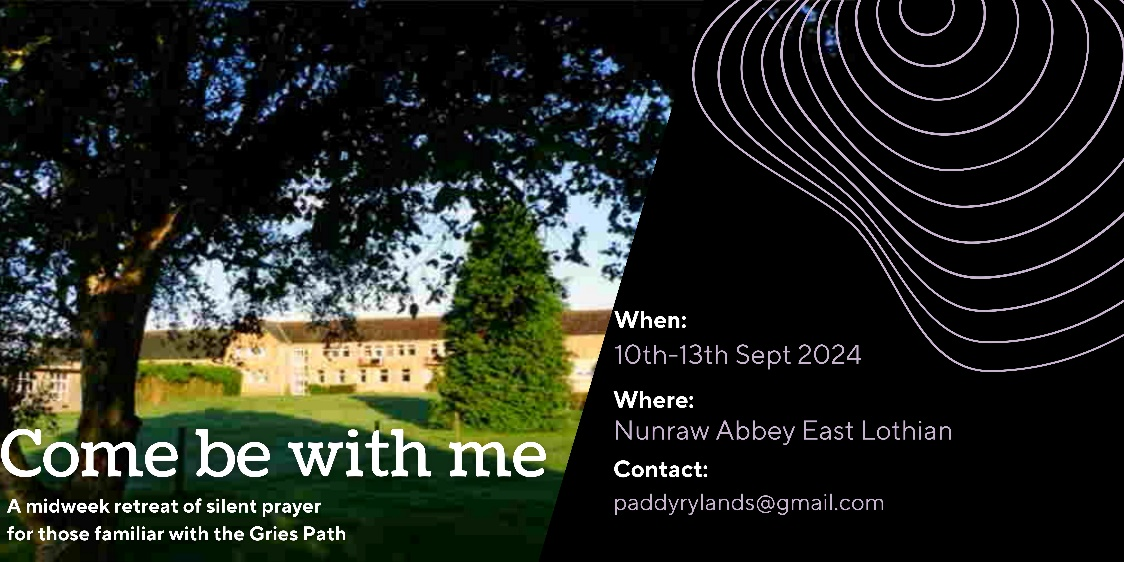 Come be with me
A midweek retreat of silent prayer
for those familiar with the Gries Path
When:
10th-13th Sept 2024
Where:
Nunraw Abbey East Lothian
Contact:
paddyrylands@gmail.com